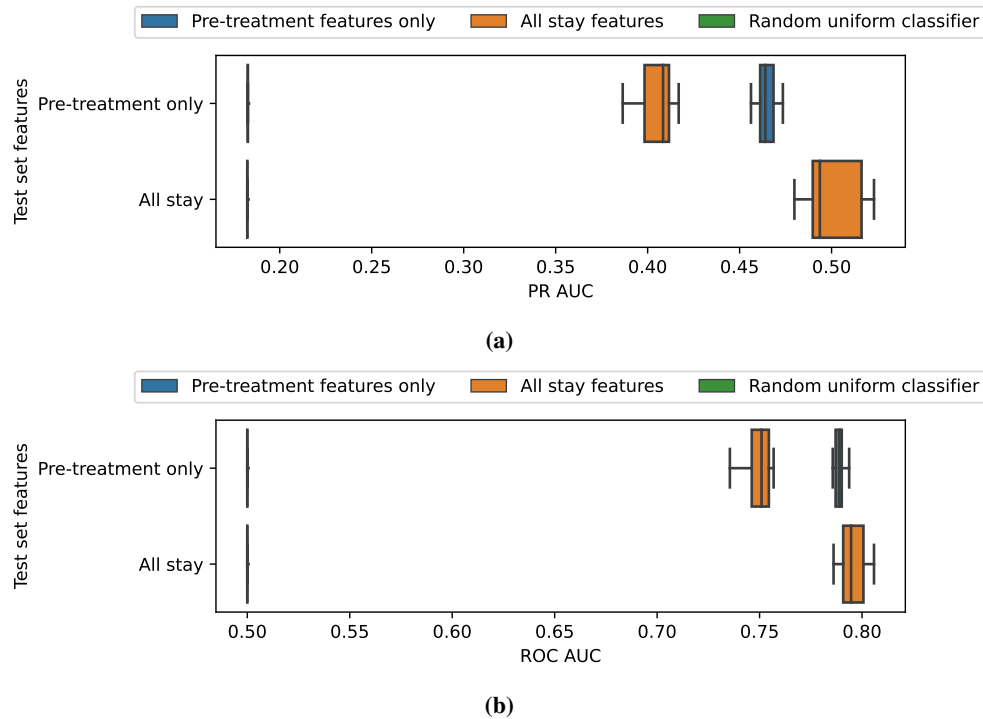 Pre-treatment features only All stay features Random uniform classifier
Test set features
Pre-treatment only
All stay
0.20 0.25 0.30 0.35 0.40 0.45 0.50
PR AUC
(a)
Pre-treatment features only All stay features Random uniform classifier
Test set features
Pre-treatment only
All stay
0.50 0.55 0.60 0.65 0.70 0.75 0.80
ROC AUC
(b)